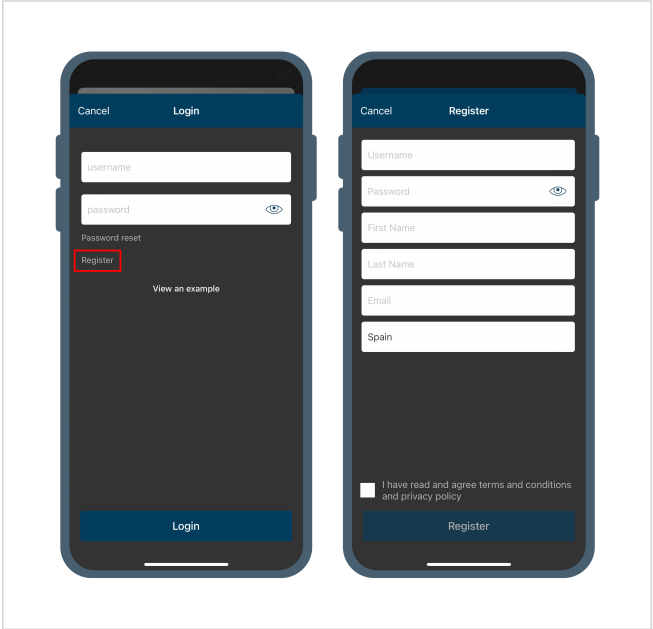 Cancel Login
username
password
Password reset
Register
View an example
Login
Cancel Register
Username
Password
First Name
Last Name
Email
Spain
I have read and agree terms and conditions
and privacy policy
Register